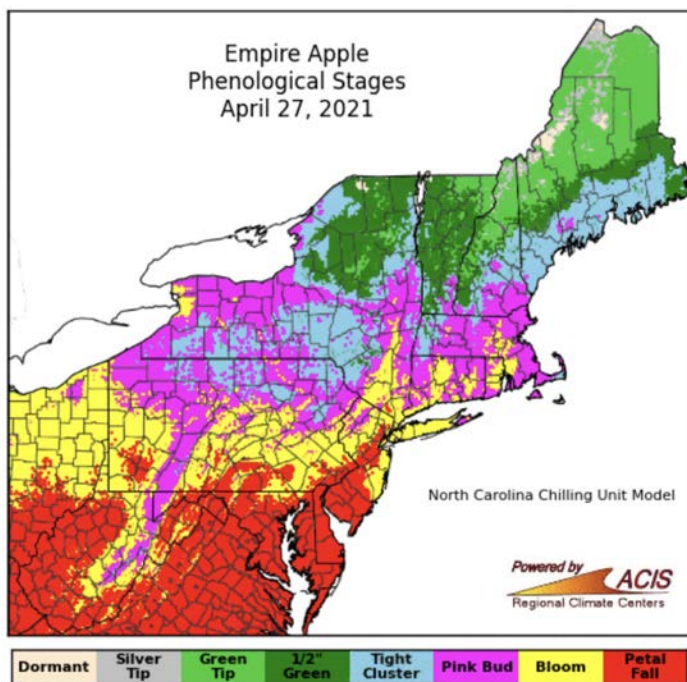 Empire Apple
Phenological Stages
April 27, 2021
North Carolina Chilling Unit Model
Powered by
ACIS
Regional Climate Centers
Dormant
Silver
Tip
Green
Tip
1/2"
Green
Tight
Cluster
Pink Bud
Bloom
Petal
Fall